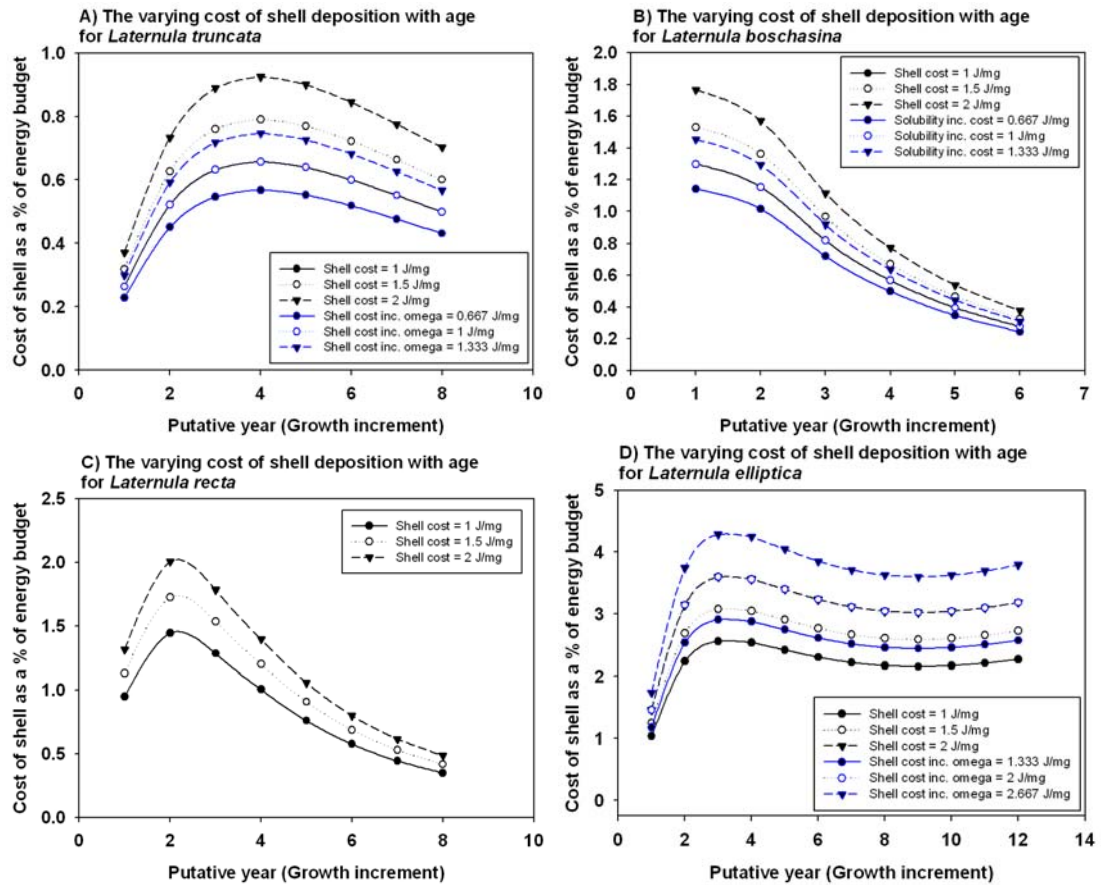 A) The varying cost of shell deposition with age
for Laternula truncata
Cost of shell as a % of energy budget
1.0
0.8
0.6
0.4
0.2
0.0
Shell cost = 1 J/mg
Shell cost = 1.5 J/mg
Shell cost = 2 J/mg
Shell cost inc. omega = 0.667 J/mg
Shell cost inc. omega = 1 J/mg
Shell cost inc. omega = 1.333 J/mg
0 2 4 6 8 10
Putative year (Growth increment)
B) The varying cost of shell deposition with age
for Laternula boschasina
Cost of shell as a % of energy budget
2.0
1.8
1.6
1.4
1.2
1.0
0.8
0.6
0.4
0.2
0.0
Shell cost = 1 J/mg
Shell cost = 1.5 J/mg
Shell cost = 2 J/mg
Solubility inc. cost = 0.667 J/mg
Solubility inc. cost = 1 J/mg
Solubility inc. cost = 1.333 J/mg
0 1 2 3 4 5 6 7
Putative year (Growth increment)
C) The varying cost of shell deposition with age
for Laternula recta
Cost of shell as a % of energy budget
2.5
2.0
1.5
1.0
0.5
0.0
Shell cost = 1 J/mg
Shell cost = 1.5 J/mg
Shell cost = 2 J/mg
0 2 4 6 8 10
Putative year (Growth increment)
D) The varying cost of shell deposition with age
for Laternula elliptica
Cost of shell as a % of energy budget
5
4
3
2
1
0
Shell cost = 1 J/mg
Shell cost = 1.5 J/mg
Shell cost = 2 J/mg
Shell cost inc. omega = 1.333 J/mg
Shell cost inc. omega = 2 J/mg
Shell cost inc. omega = 2.667 J/mg
0 2 4 6 8 10 12 14
Putative year (Growth increment)